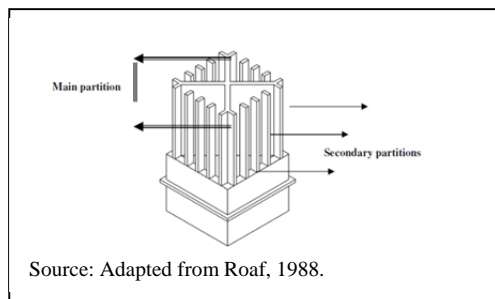 Main partition
Secondary partitions
Source: Adapted from Roaf, 1988.